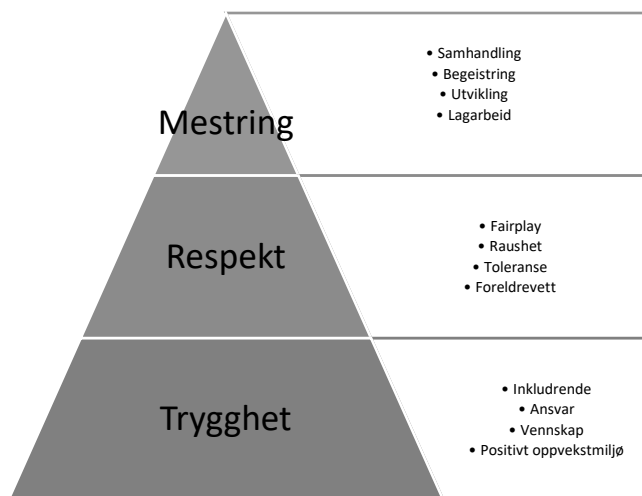 Mestring
• Samhandling
• Begeistring
• Utvikling
• Lagarbeid
Respekt
• Fairplay
• Raushet
• Toleranse
• Foreldrevett
Trygghet
• Inkludrende
• Ansvar
• Vennskap
• Positivt oppvekstmiljø